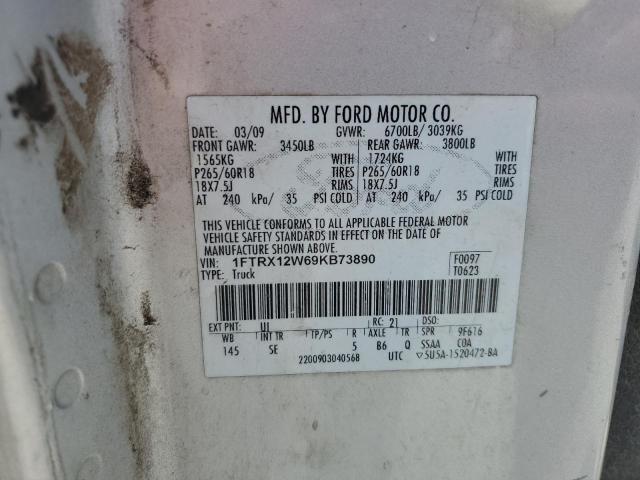 MFD. BY FORD MOTOR CO.
DATE: 03/09 GVWR: 6700LB/ 3039KG
FRONT GAWR: 3450LB REAR GAWR: 3800LB
1565KG WITH 1724KG WITH
P265/60R18 TIRES P265/60R18 TIRES
18X7.5J RIMS 18X7.5J RIMS
AT 240 kPa/ 35 PSI COLD AT 240 kPa/ 35 PSI COLD
THIS VEHICLE CONFORMS TO ALL APPLICABLE FEDERAL MOTOR
VEHICLE SAFETY STANDARDS IN EFFECT ON THE DATE OF
MANUFACTURE SHOWN ABOVE.
VIN: 1FTRX12W69KB73890 F0097
TYPE: Truck T0623
EXT PNT: UI RC: 21 DSO:
WB INT TR TP/PS R AXLE TR SPR 9F616
145 SE 5 B6 Q SSAA COA
2200903040568 UTC 5U5A-1520472-BA